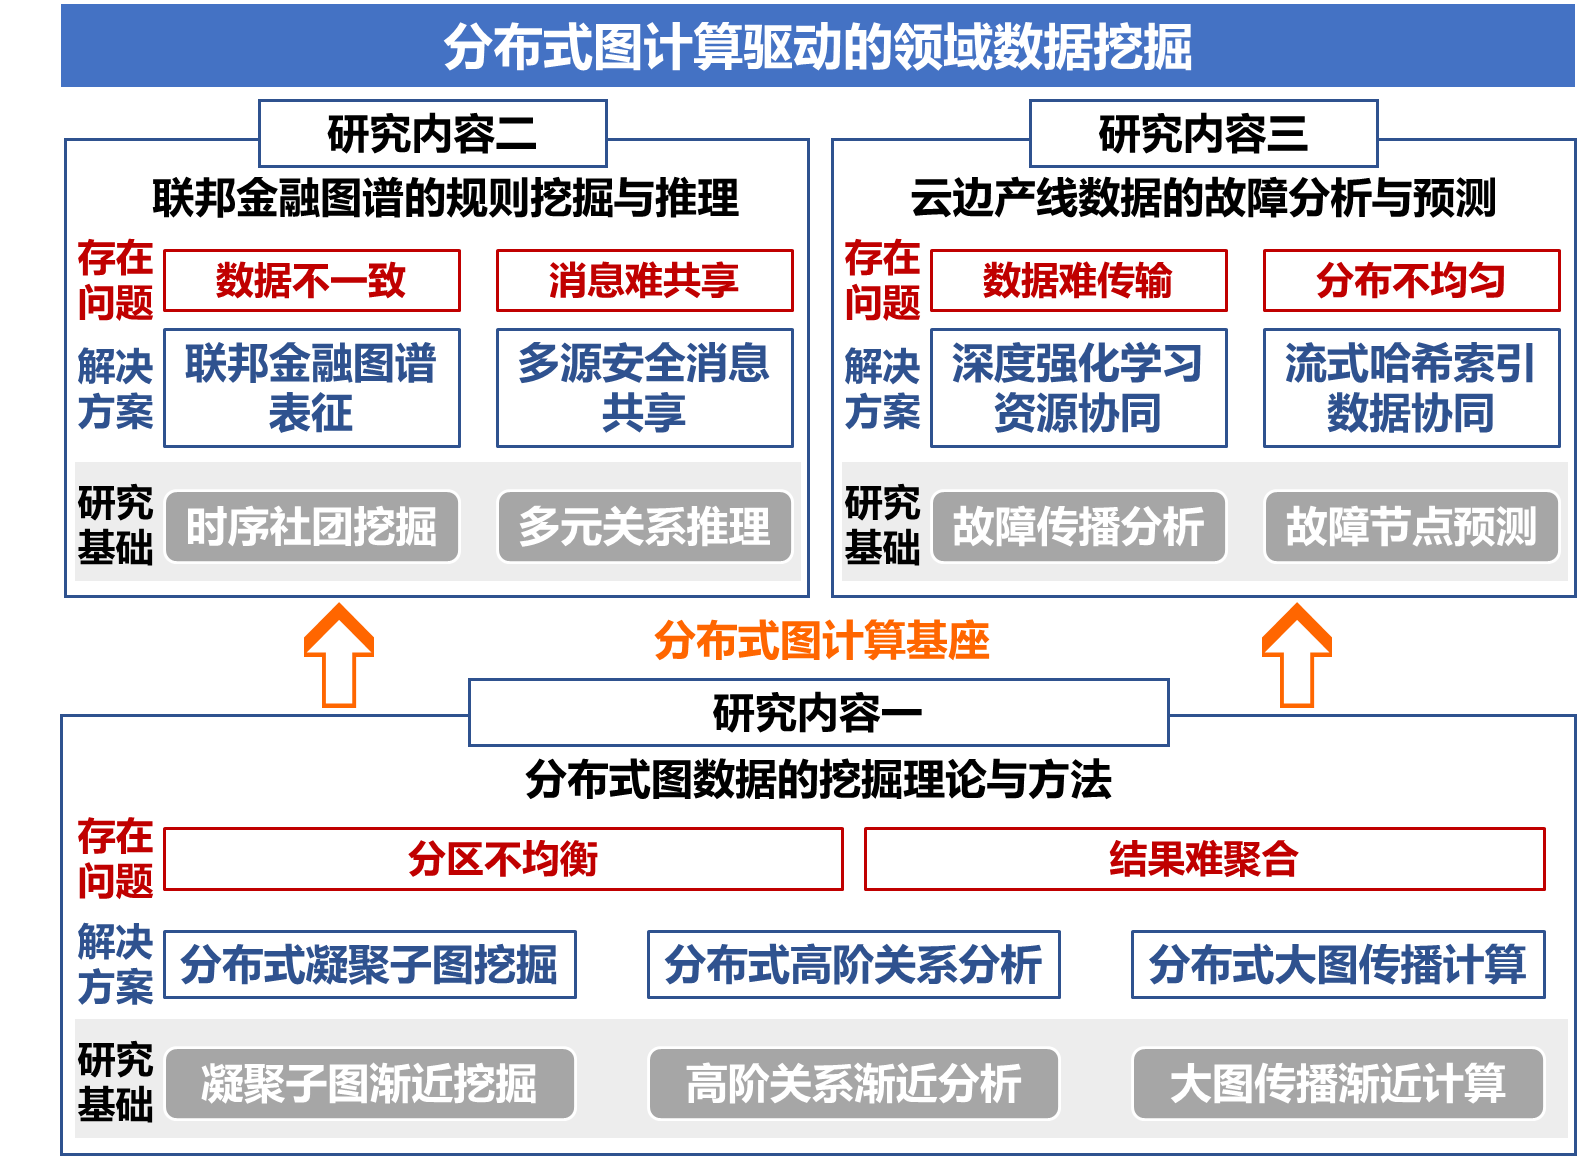 分布式图计算驱动的领域数据挖掘
研究内容二
联邦金融图谱的规则挖掘与推理
存在
问题
数据不一致
消息难共享
解决
方案
联邦金融图谱
表征
多源安全消息
共享
研究
基础
时序社团挖掘
多元关系推理
研究内容三
云边产线数据的故障分析与预测
存在
问题
数据难传输
分布不均匀
解决
方案
深度强化学习
资源协同
流式哈希索引
数据协同
研究
基础
故障传播分析
故障节点预测
分布式图计算基座
研究内容一
分布式图数据的挖掘理论与方法
存在
问题
分区不均衡
结果难聚合
解决
方案
分布式凝聚子图挖掘
分布式高阶关系分析
分布式大图传播计算
研究
基础
凝聚子图渐近挖掘
高阶关系渐近分析
大图传播渐近计算